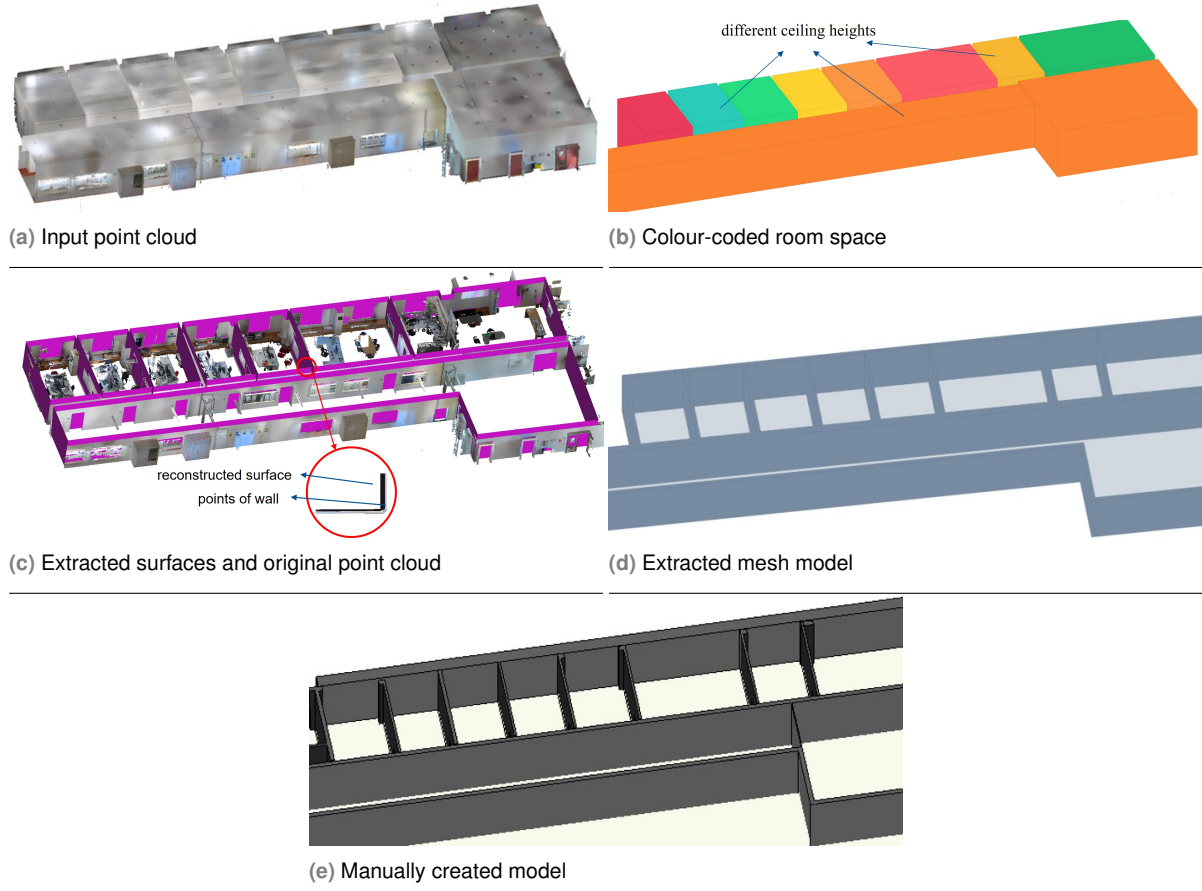 different ceiling heights
(a) Input point cloud
(b) Colour-coded room space
reconstructed surface
points of wall
(c) Extracted surfaces and original point cloud
(d) Extracted mesh model
(e) Manually created model